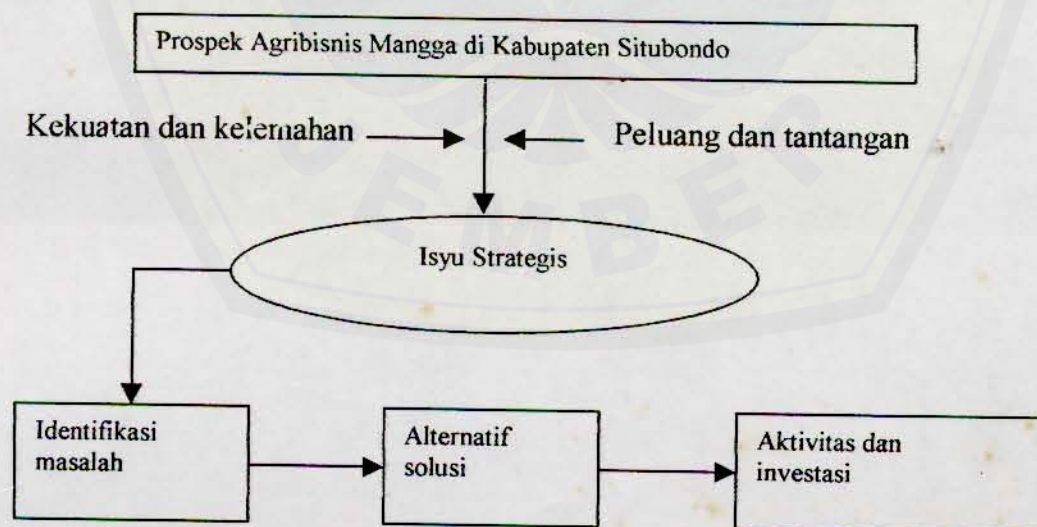 Prospek Agribisnis Mangga di Kabupaten Situbondo
Kekuatan dan kelemahan
Peluang dan tantangan
JEMBER
Isyu Strategis
Identifikasi
masalah
Alternatif
solusi
Aktivitas dan
investasi